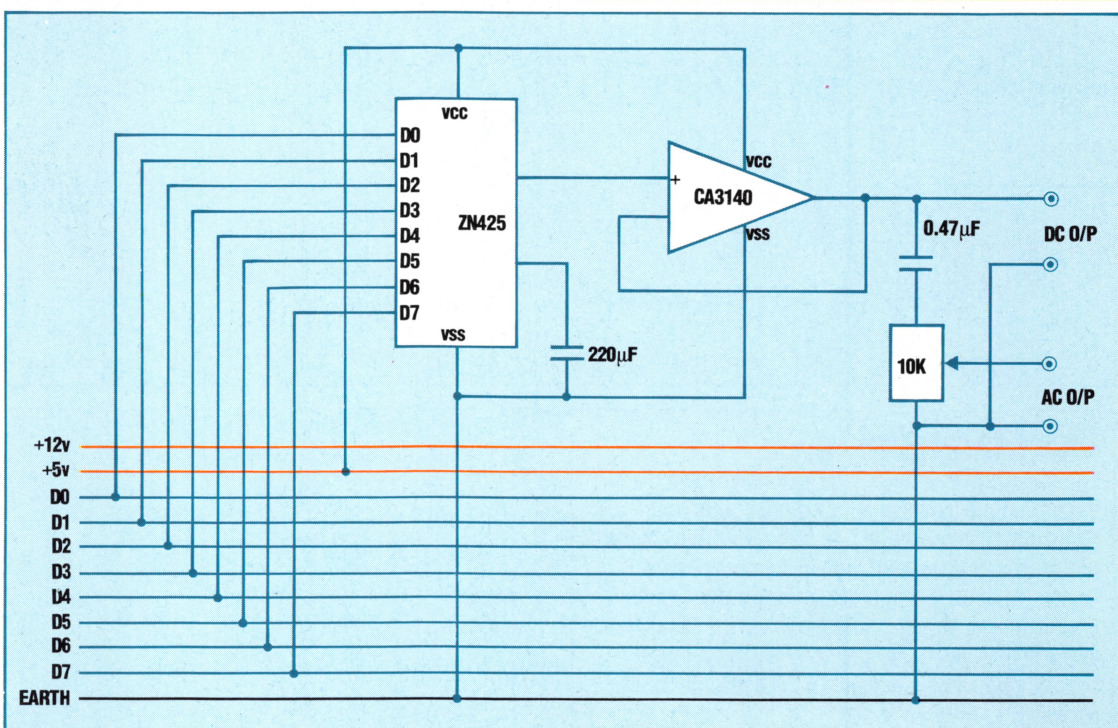 VCC
D0
D1
D2
D3
D4
D5
D6
D7
ZN425
VSS
+
CA3140
VCC
VSS
220µF
0.47µF
10K
DC O/P
AC O/P
+12v
+5v
D0
D1
D2
D3
D4
D5
D6
D7
EARTH